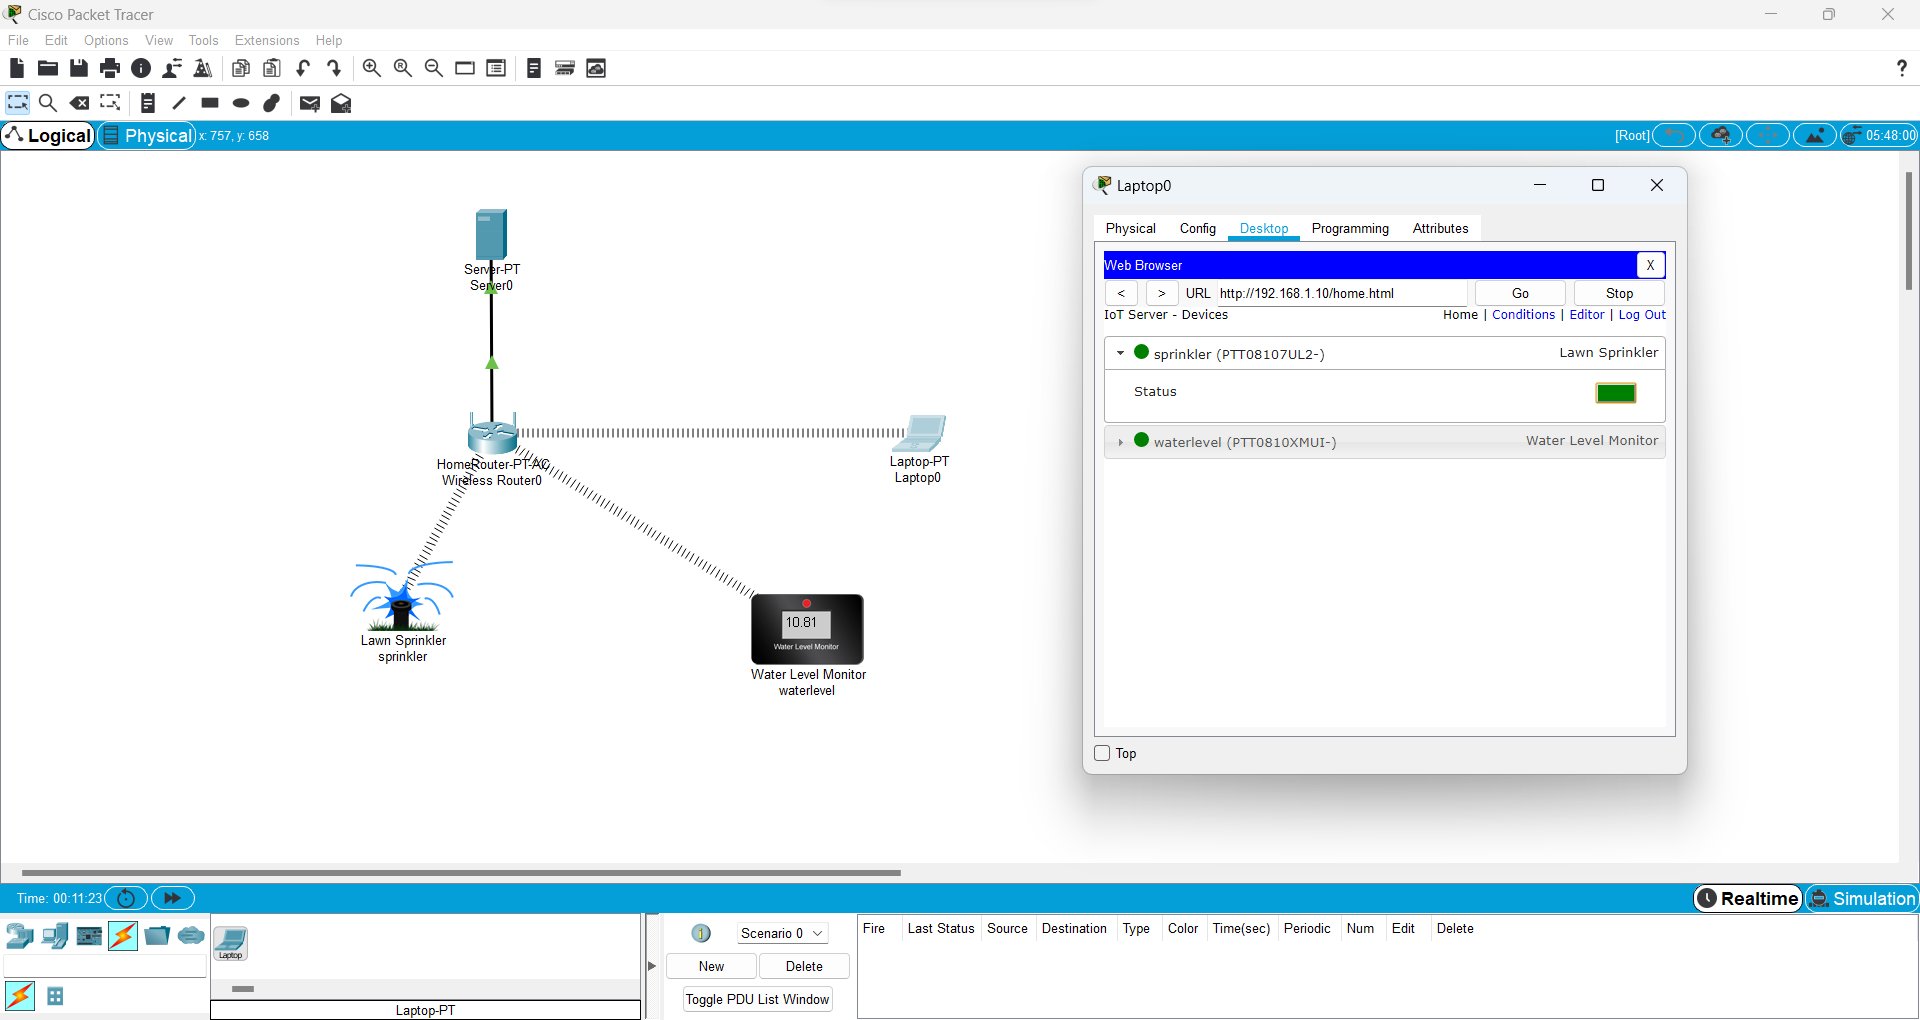 Cisco Packet Tracer
File Edit Options View Tools Extensions Help
?
Logical Physical x: 757, y: 658 [Root] 05:48:00
Server-PT
Server0
HomeRouter-PT-AC
Wireless Router0
Laptop-PT
Laptop0
Lawn Sprinkler
sprinkler
10.81
Water Level Monitor
Water Level Monitor
waterlevel
Laptop0
Physical Config Desktop Programming Attributes
Web Browser X
< > URL http://192.168.1.10/home.html Go Stop
IoT Server - Devices Home | Conditions | Editor | Log Out
sprinkler (PTT08107UL2-) Lawn Sprinkler
Status
waterlevel (PTT0810XMUI-) Water Level Monitor
Top
Time: 00:11:23 Realtime Simulation
Laptop
Laptop-PT
Scenario 0
New Delete
Toggle PDU List Window
Fire Last Status Source Destination Type Color Time(sec) Periodic Num Edit Delete